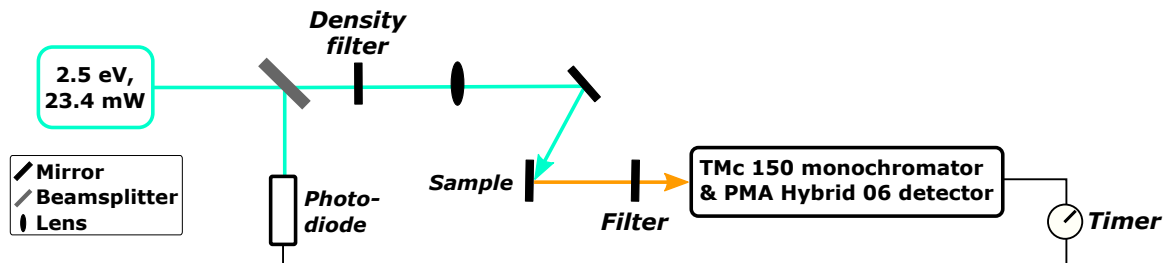 Density
filter
2.5 eV,
23.4 mW
Mirror
Beamsplitter
Lens
Photo-
diode
Sample
Filter
TMc 150 monochromator
& PMA Hybrid 06 detector
Timer